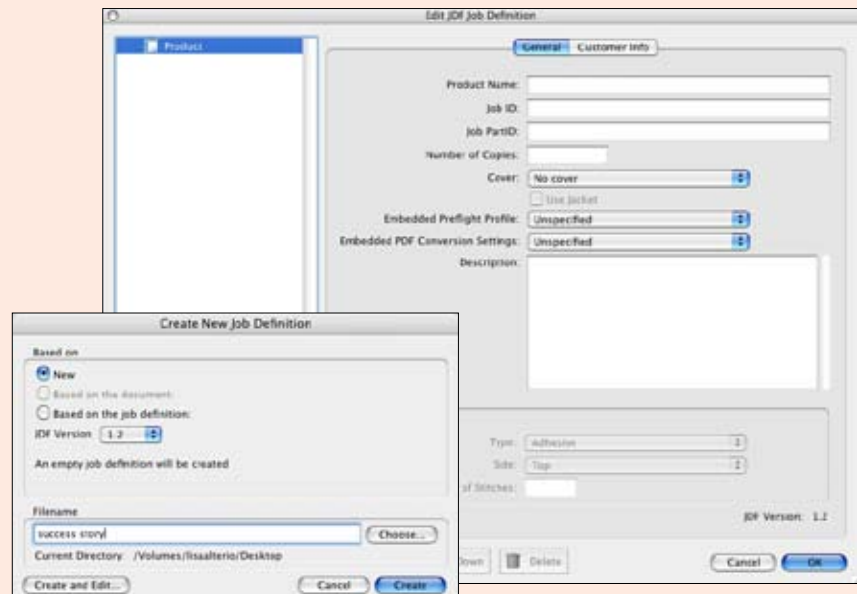 Edit JDF Job Definition
Product
General Customer Info
Product Name:
Job ID:
Job PartID:
Number of Copies:
Cover: No cover
Use Jacket
Embedded Preflight Profile: Unspecified
Embedded PDF Conversion Settings: Unspecified
Description:
Type: Adhesive
Side: Top
of Stitches:
JDF Version: 1.2
Down Delete Cancel OK
Create New Job Definition
Based on
New
Based on the document:
Based on the job definition:
JDF Version 1.2
An empty job definition will be created
Filename
success story
Choose...
Current Directory: /Volumes/lisaalterio/Desktop
Create and Edit... Cancel Create